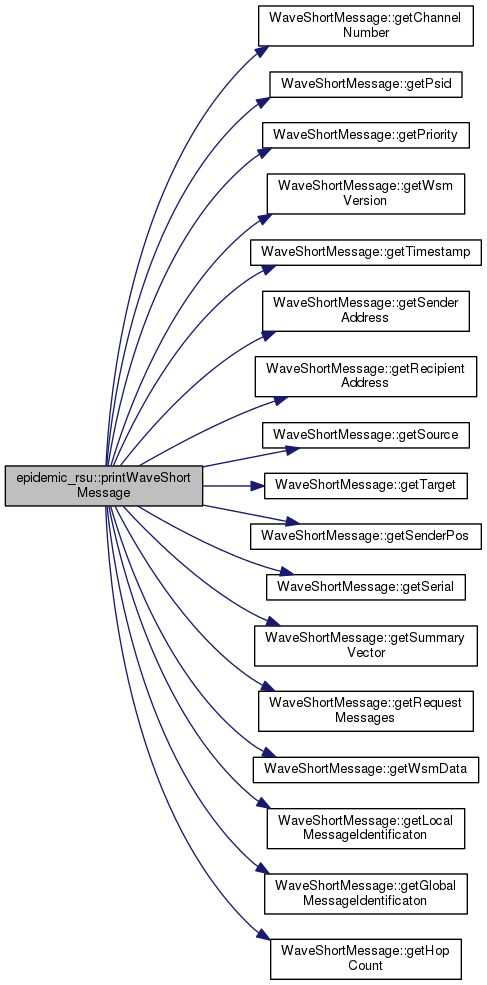 WaveShortMessage::getChannel
Number
WaveShortMessage::getPsid
WaveShortMessage::getPriority
WaveShortMessage::getWsm
Version
WaveShortMessage::getTimestamp
WaveShortMessage::getSender
Address
WaveShortMessage::getRecipient
Address
WaveShortMessage::getSource
epidemic_rsu::printWaveShort
Message
WaveShortMessage::getTarget
WaveShortMessage::getSenderPos
WaveShortMessage::getSerial
WaveShortMessage::getSummary
Vector
WaveShortMessage::getRequest
Messages
WaveShortMessage::getWsmData
WaveShortMessage::getLocal
MessageIdentificaton
WaveShortMessage::getGlobal
MessageIdentificaton
WaveShortMessage::getHop
Count